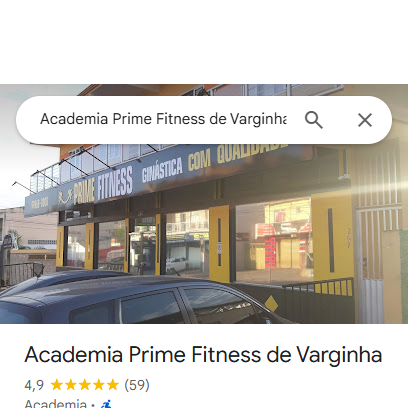 Academia Prime Fitness de Varginha
PRIME FITNESS GINÁSTICA COM QUALIDADE
Academia Prime Fitness de Varginha
4,9 (59)
Academia ·